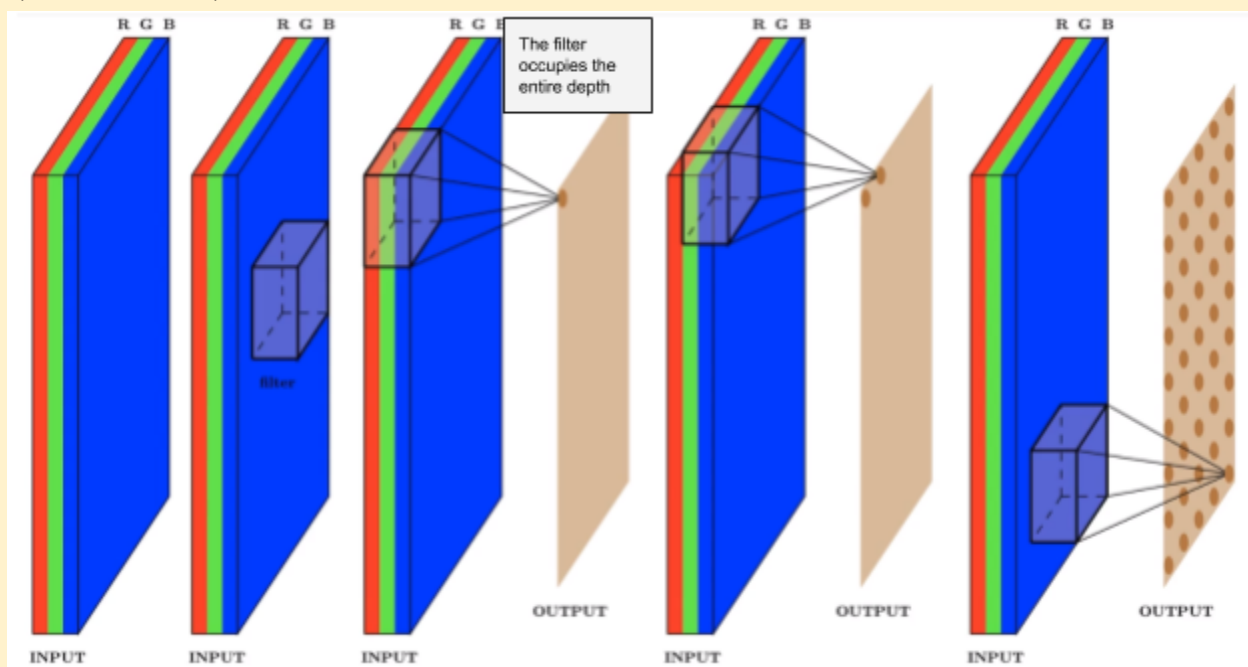 R G B
R G B
R G B
R G B
R G B
The filter
occupies the
entire depth
filter
OUTPUT
OUTPUT
OUTPUT
INPUT
INPUT
INPUT
INPUT
INPUT